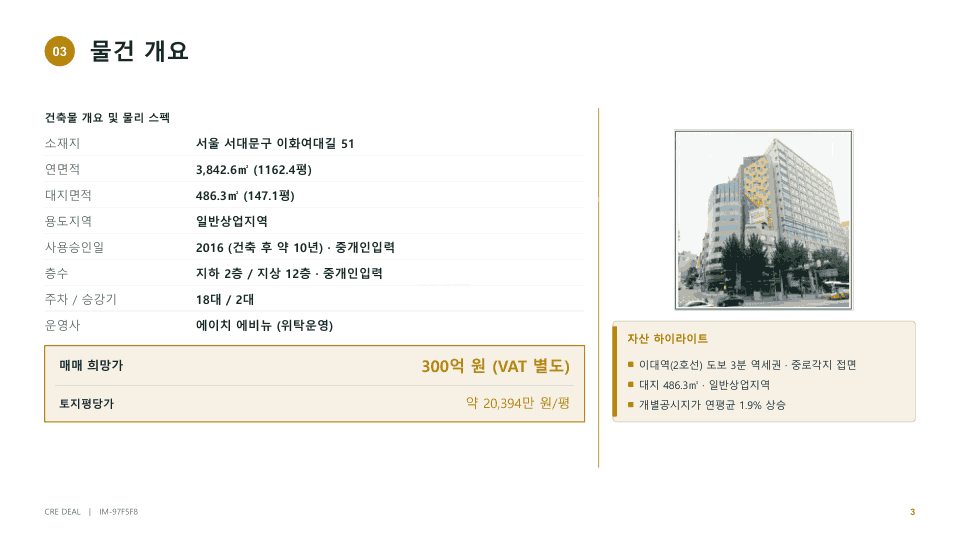 03 물건 개요
건축물 개요 및 물리 스펙
소재지 서울 서대문구 이화여대길 51
연면적 3,842.6㎡ (1162.4평)
대지면적 486.3㎡ (147.1평)
용도지역 일반상업지역
사용승인일 2016 (건축 후 약 10년) · 중개인입력
층수 지하 2층 / 지상 12층 · 중개인입력
주차 / 승강기 18대 / 2대
운영사 에이치 에비뉴 (위탁운영)
매매 희망가 300억 원 (VAT 별도)
토지평당가 약 20,394만 원/평
자산 하이라이트
이대역(2호선) 도보 3분 역세권 · 중로각지 접면
대지 486.3㎡ · 일반상업지역
개별공시지가 연평균 1.9% 상승
CRE DEAL | IM-97F5F8
3